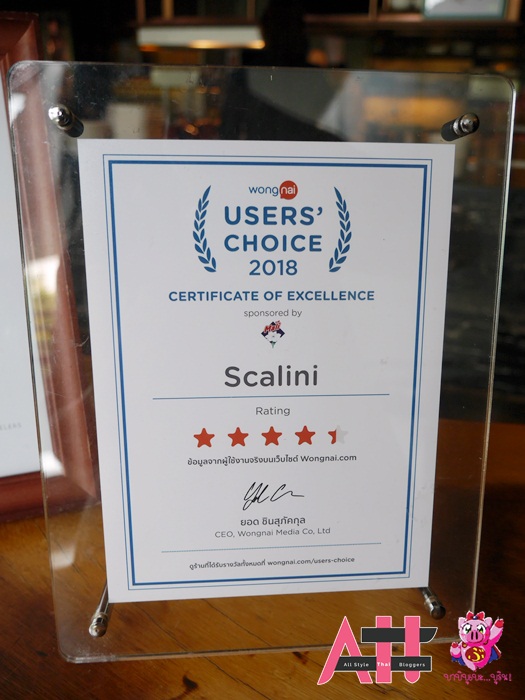 wongnai
USERS'
CHOICE
2018
CERTIFICATE OF EXCELLENCE
sponsored by
Scalini
Rating
ข้อมูลจากผู้ใช้งานจริงบนเว็บไซต์ Wongnai.com
ยอด ชินสุภัคกุล
CEO, Wongnai Media Co, Ltd
ดูร้านที่ได้รับรางวัลทั้งหมดที่ wongnai.com/users-choice
All Style Thai Bloggers